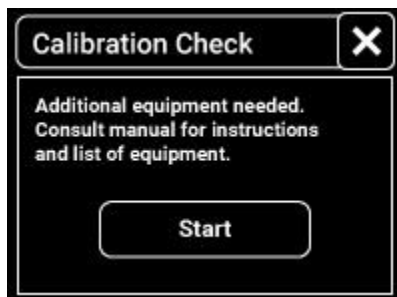 Calibration Check
Additional equipment needed.
Consult manual for instructions
and list of equipment.
Start